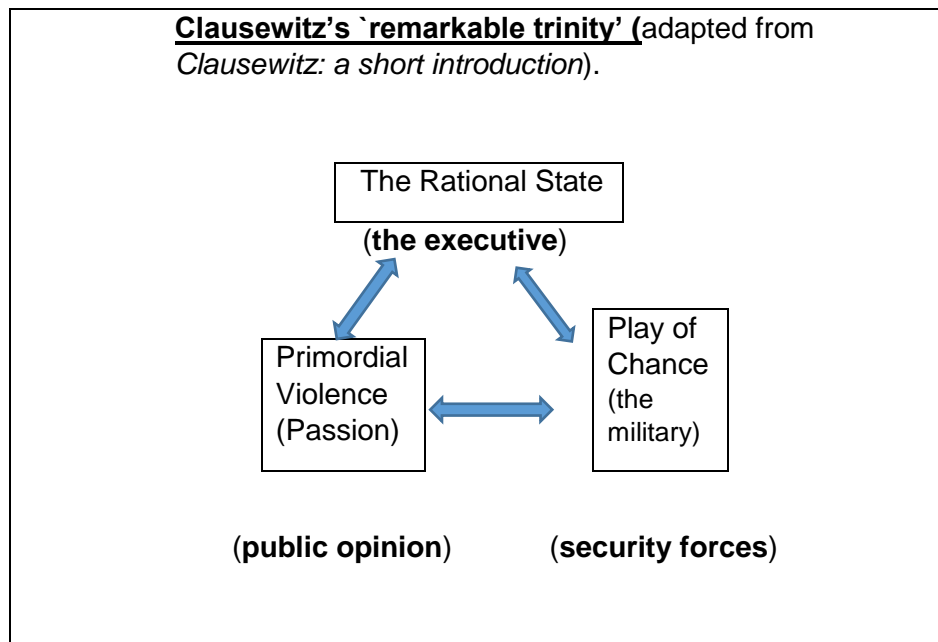 Clausewitz’s `remarkable trinity’ (adapted from
Clausewitz: a short introduction).
The Rational State
(the executive)
Primordial
Violence
(Passion)
Play of
Chance
(the
military)
(public opinion)
(security forces)